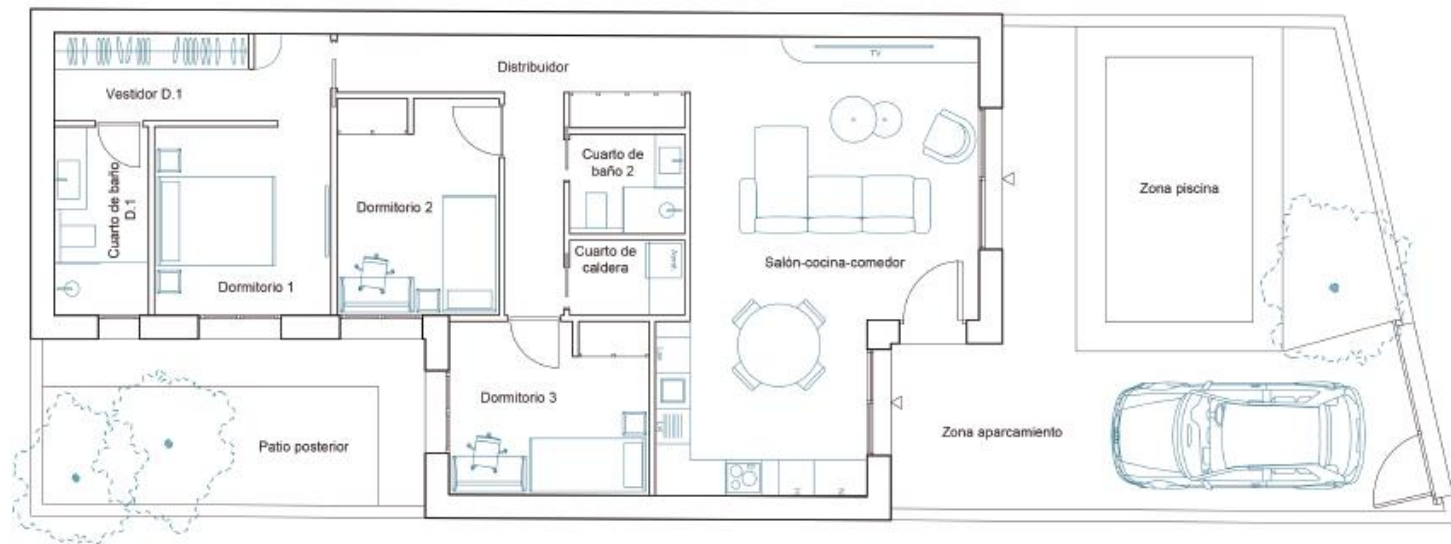 TV
Distribuidor
Vestidor D.1
Cuarto de
baño 2
Zona piscina
Cuarto de baño
D.1
Dormitorio 2
Cuarto de
caldera
Salón-cocina-comedor
Dormitorio 1
Dormitorio 3
Zona aparcamiento
Patio posterior